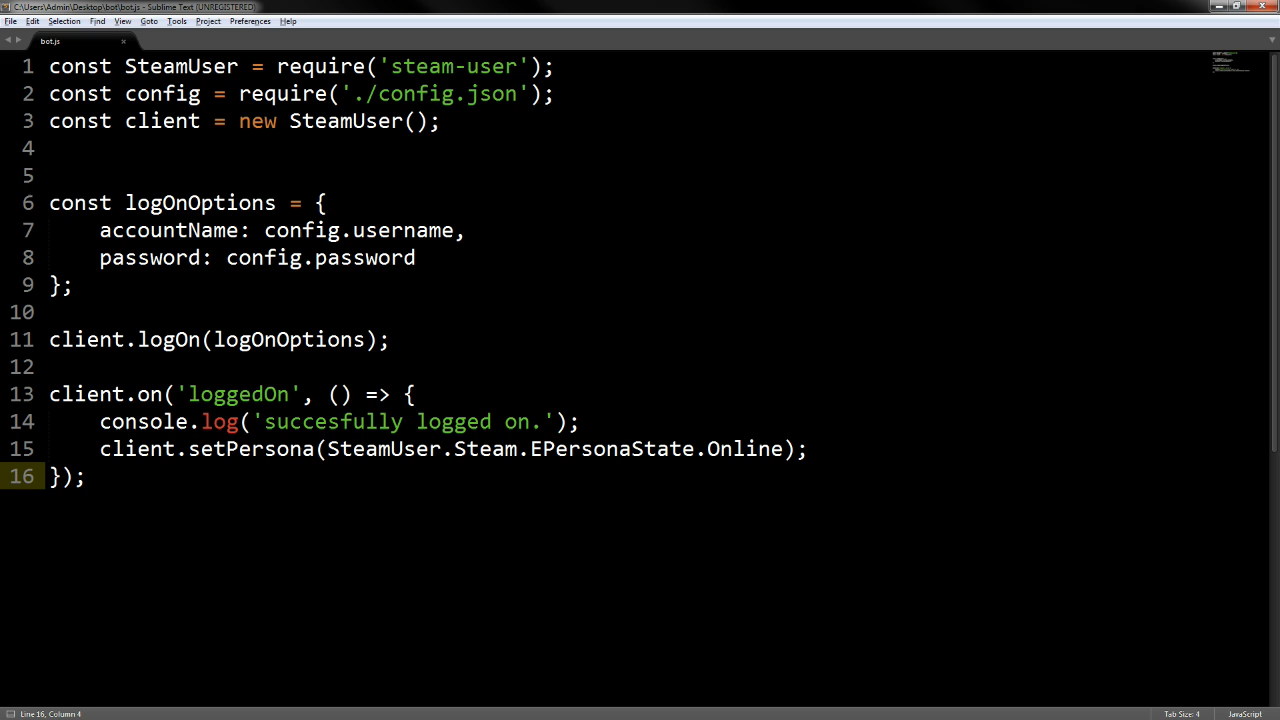 C:\Users\Admin\Desktop\bot\bot.js - Sublime Text (UNREGISTERED)
File Edit Selection Find View Goto Tools Project Preferences Help
bot.js
1 const SteamUser = require('steam-user');
2 const config = require('./config.json');
3 const client = new SteamUser();
4
5
6 const logOnOptions = {
7     accountName: config.username,
8     password: config.password
9 };
10
11 client.logOn(logOnOptions);
12
13 client.on('loggedOn', () => {
14     console.log('succesfully logged on.');
15     client.setPersona(SteamUser.Steam.EPersonaState.Online);
16 });
Line 16, Column 4 Tab Size: 4 JavaScript